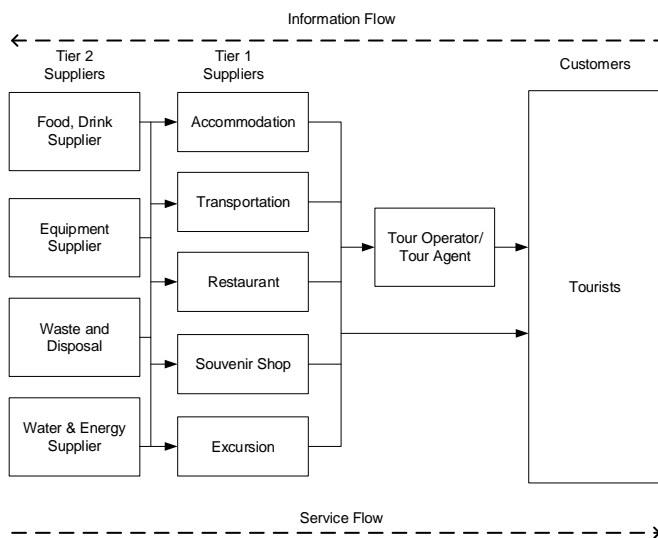 Information Flow
Tier 2
Suppliers
Tier 1
Suppliers
Customers
Food, Drink
Supplier
Equipment
Supplier
Waste and
Disposal
Water & Energy
Supplier
Accommodation
Transportation
Restaurant
Souvenir Shop
Excursion
Tour Operator/
Tour Agent
Tourists
Service Flow